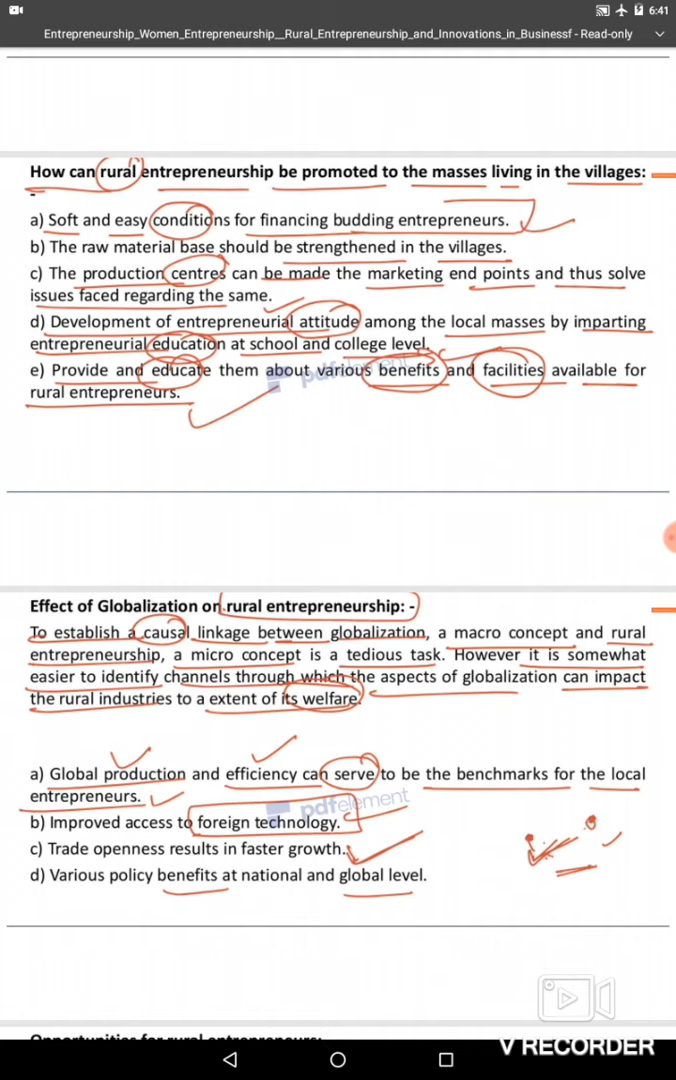 6:41
Entrepreneurship_Women_Entrepreneurship__Rural_Entrepreneurship_and_Innovations_in_Businessf - Read-only
How can rural entrepreneurship be promoted to the masses living in the villages:
-
a) Soft and easy conditions for financing budding entrepreneurs.
b) The raw material base should be strengthened in the villages.
c) The production centres can be made the marketing end points and thus solve
issues faced regarding the same.
d) Development of entrepreneurial attitude among the local masses by imparting
entrepreneurial education at school and college level.
e) Provide and educate them about various benefits and facilities available for
rural entrepreneurs.
pdfelement
Effect of Globalization on rural entrepreneurship: -
To establish a causal linkage between globalization, a macro concept and rural
entrepreneurship, a micro concept is a tedious task. However it is somewhat
easier to identify channels through which the aspects of globalization can impact
the rural industries to a extent of its welfare.
a) Global production and efficiency can serve to be the benchmarks for the local
entrepreneurs.
pdfelement
b) Improved access to foreign technology.
c) Trade openness results in faster growth.
d) Various policy benefits at national and global level.
Opportunities for rural entrepreneurs:
V RECORDER